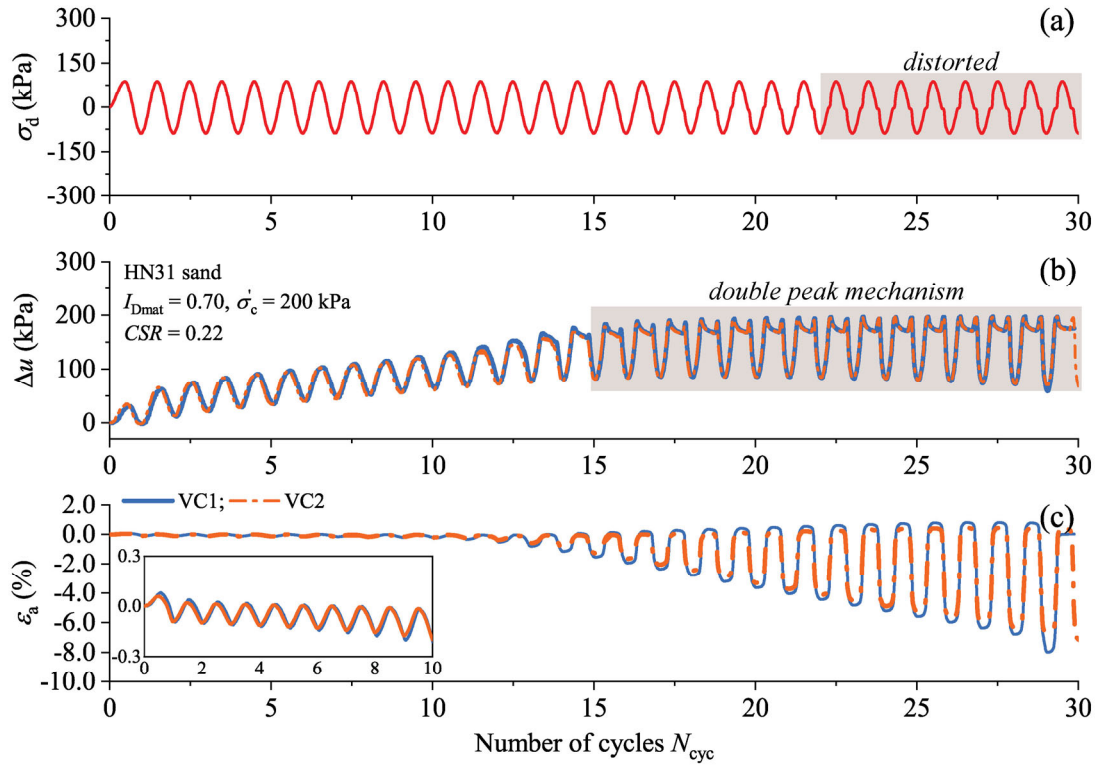 (a)
distorted
300
150
0
-150
-300
σd (kPa)
0 5 10 15 20 25 30
(b)
HN31 sand
IDmat = 0.70, σ'c = 200 kPa
CSR = 0.22
double peak mechanism
300
200
100
0
Δu (kPa)
0 5 10 15 20 25 30
VC1; VC2
(c)
2.0
0.0
-2.0
-4.0
-6.0
-8.0
-10.0
εa (%)
0.3
0.0
-0.3
0 2 4 6 8 10
0 5 10 15 20 25 30
Number of cycles Ncyc